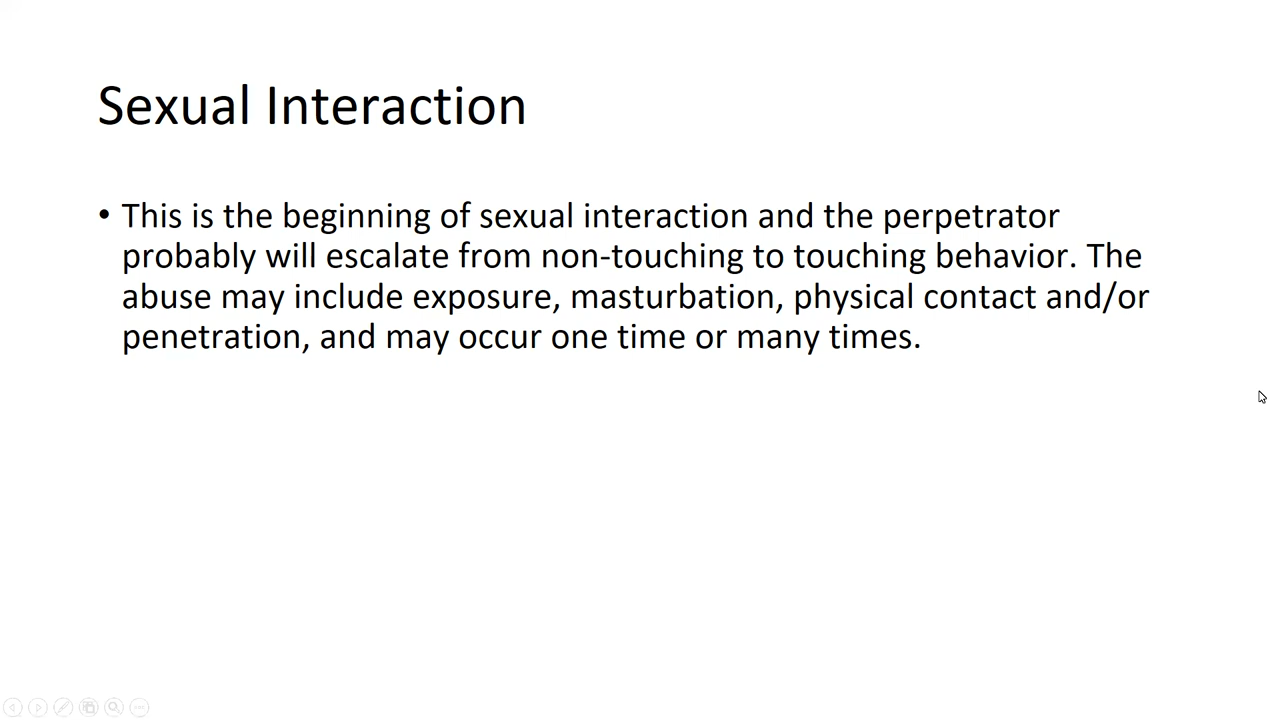 Sexual Interaction
• This is the beginning of sexual interaction and the perpetrator
probably will escalate from non-touching to touching behavior. The
abuse may include exposure, masturbation, physical contact and/or
penetration, and may occur one time or many times.